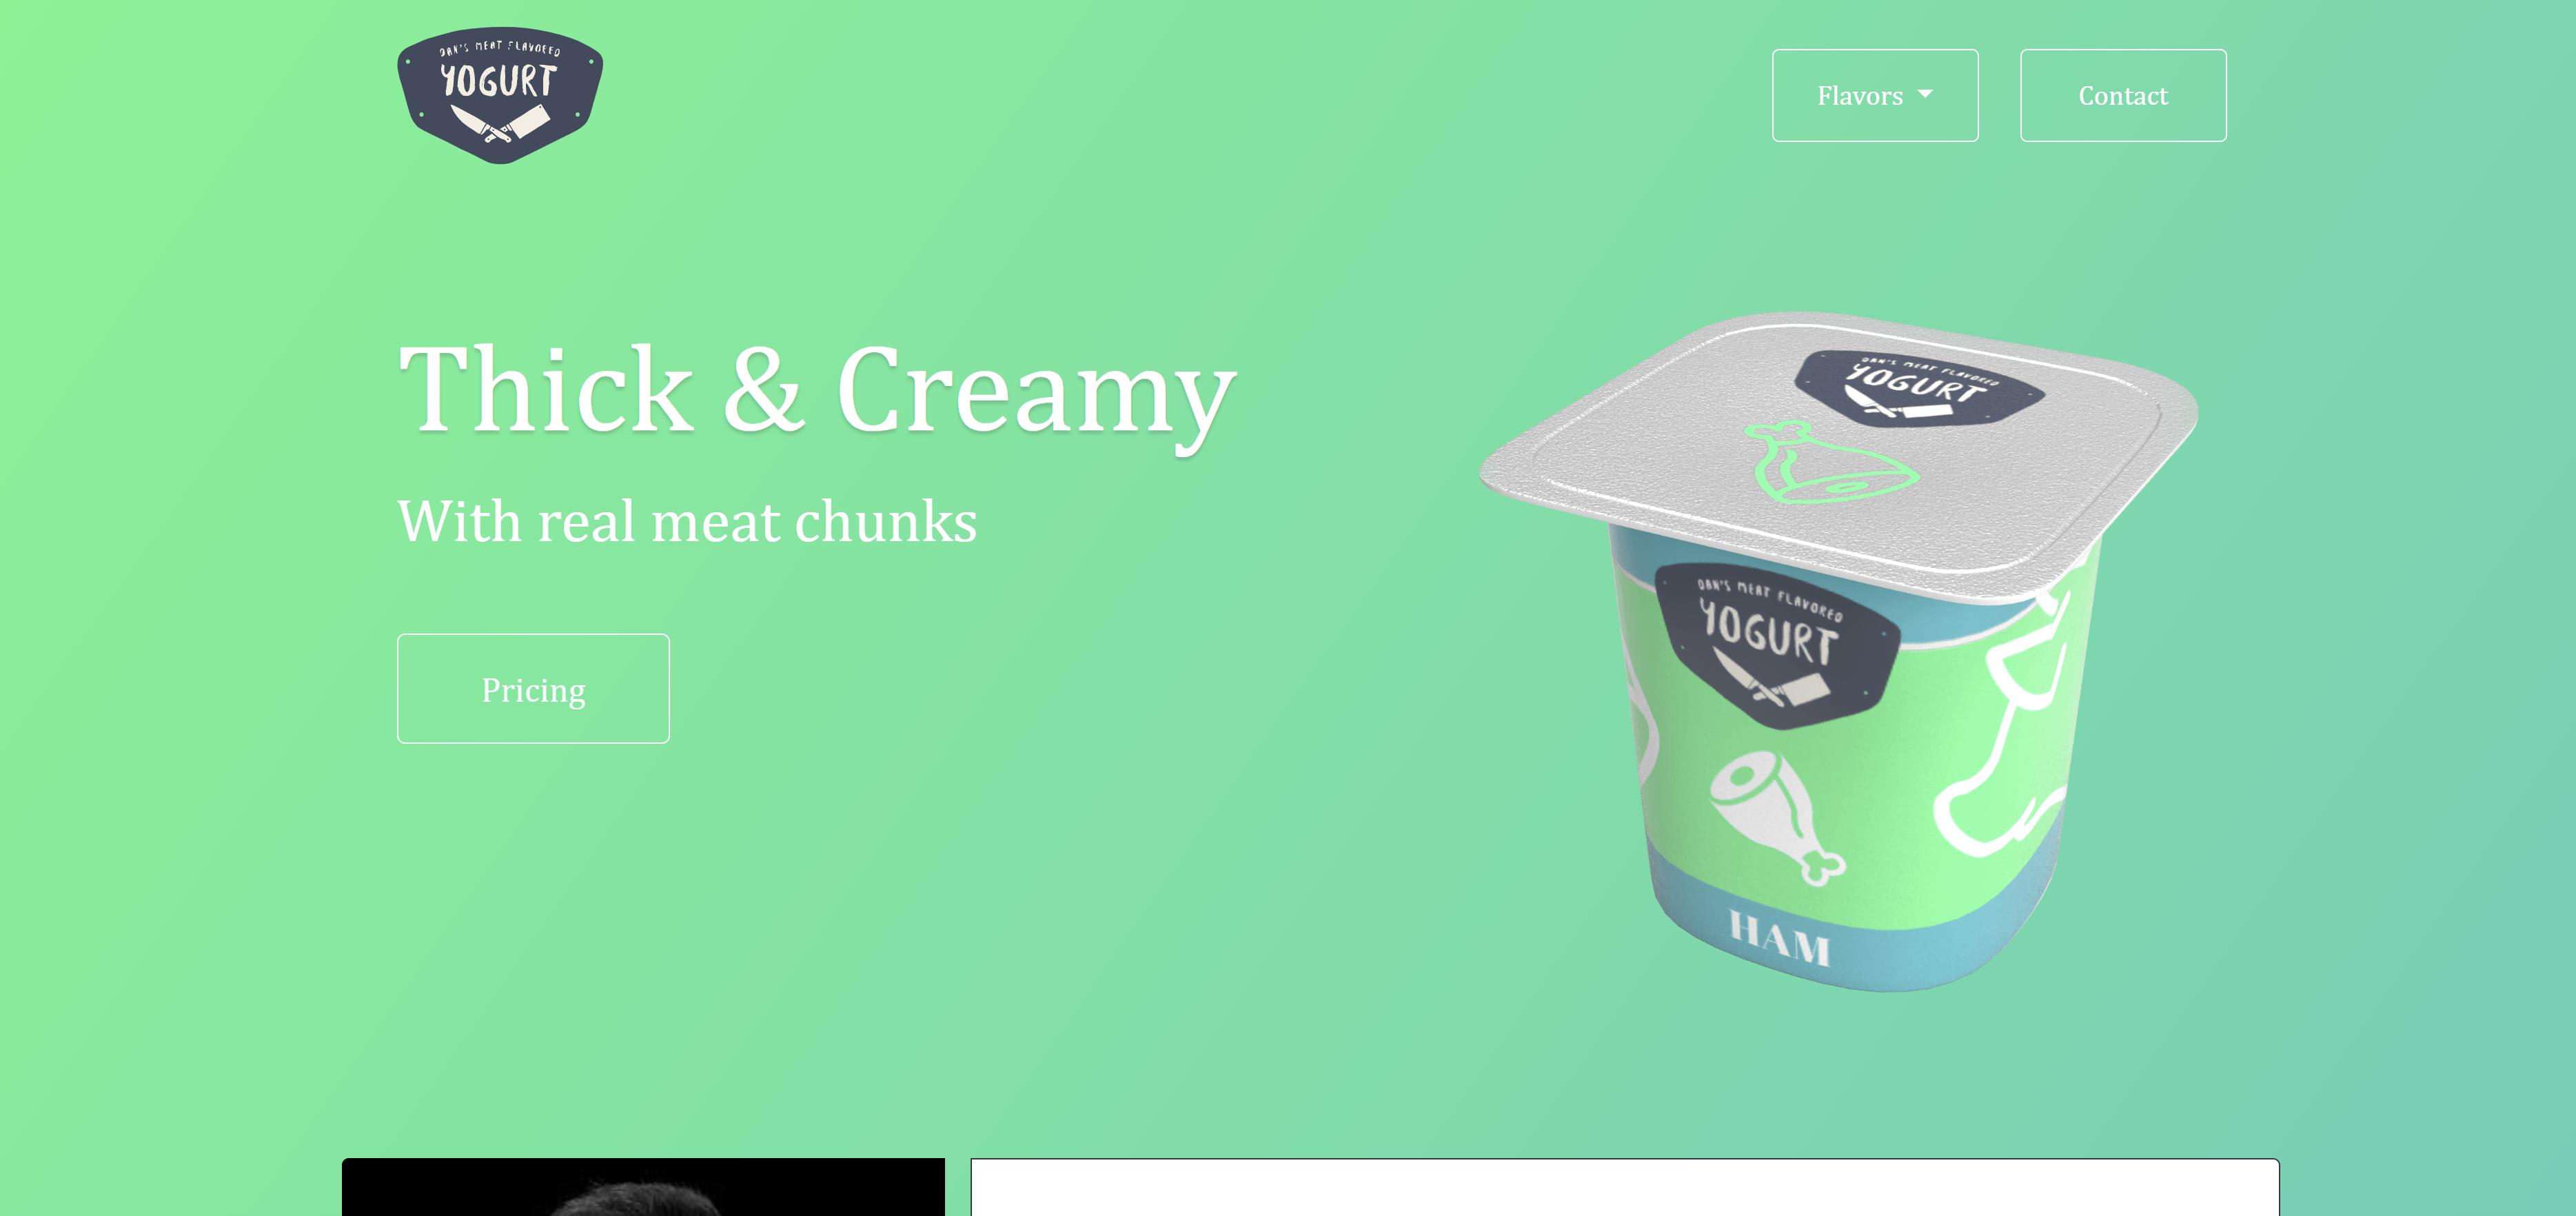 DAN'S MEAT FLAVORED
YOGURT
Flavors
Contact
Thick & Creamy
With real meat chunks
Pricing
DAN'S MEAT FLAVORED
YOGURT
DAN'S MEAT FLAVORED
YOGURT
HAM